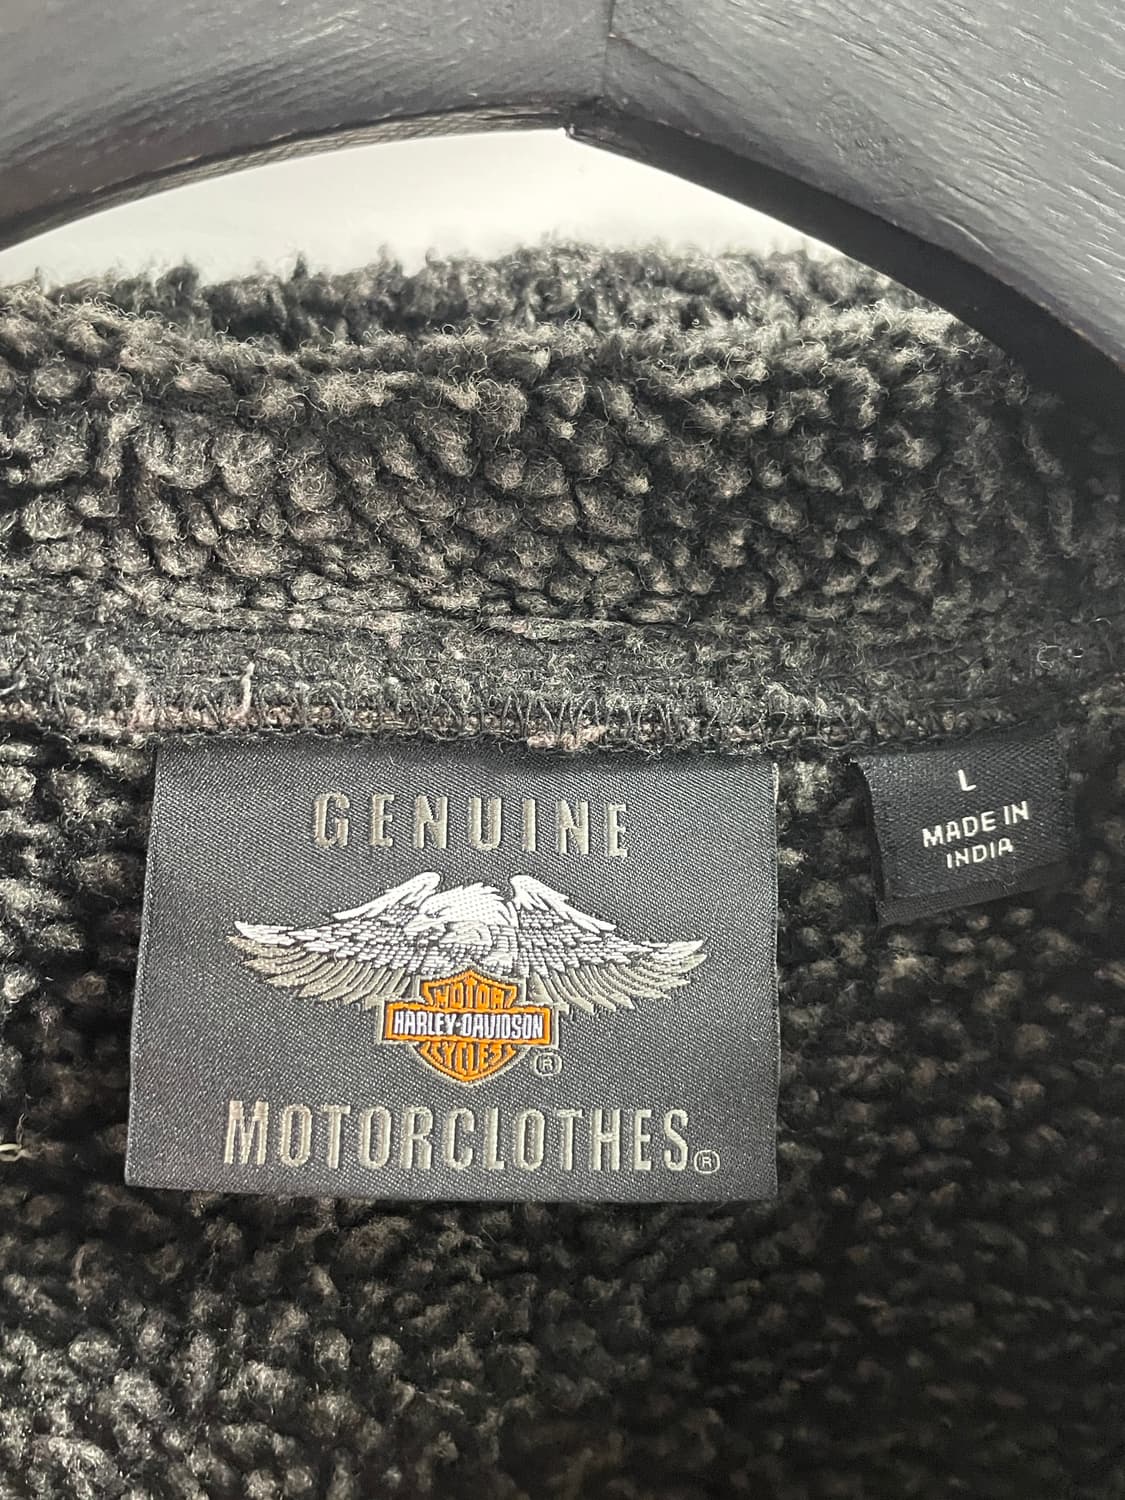 GENUINE
MOTOR
HARLEY-DAVIDSON
CYCLES
®
MOTORCLOTHES®
L
MADE IN
INDIA